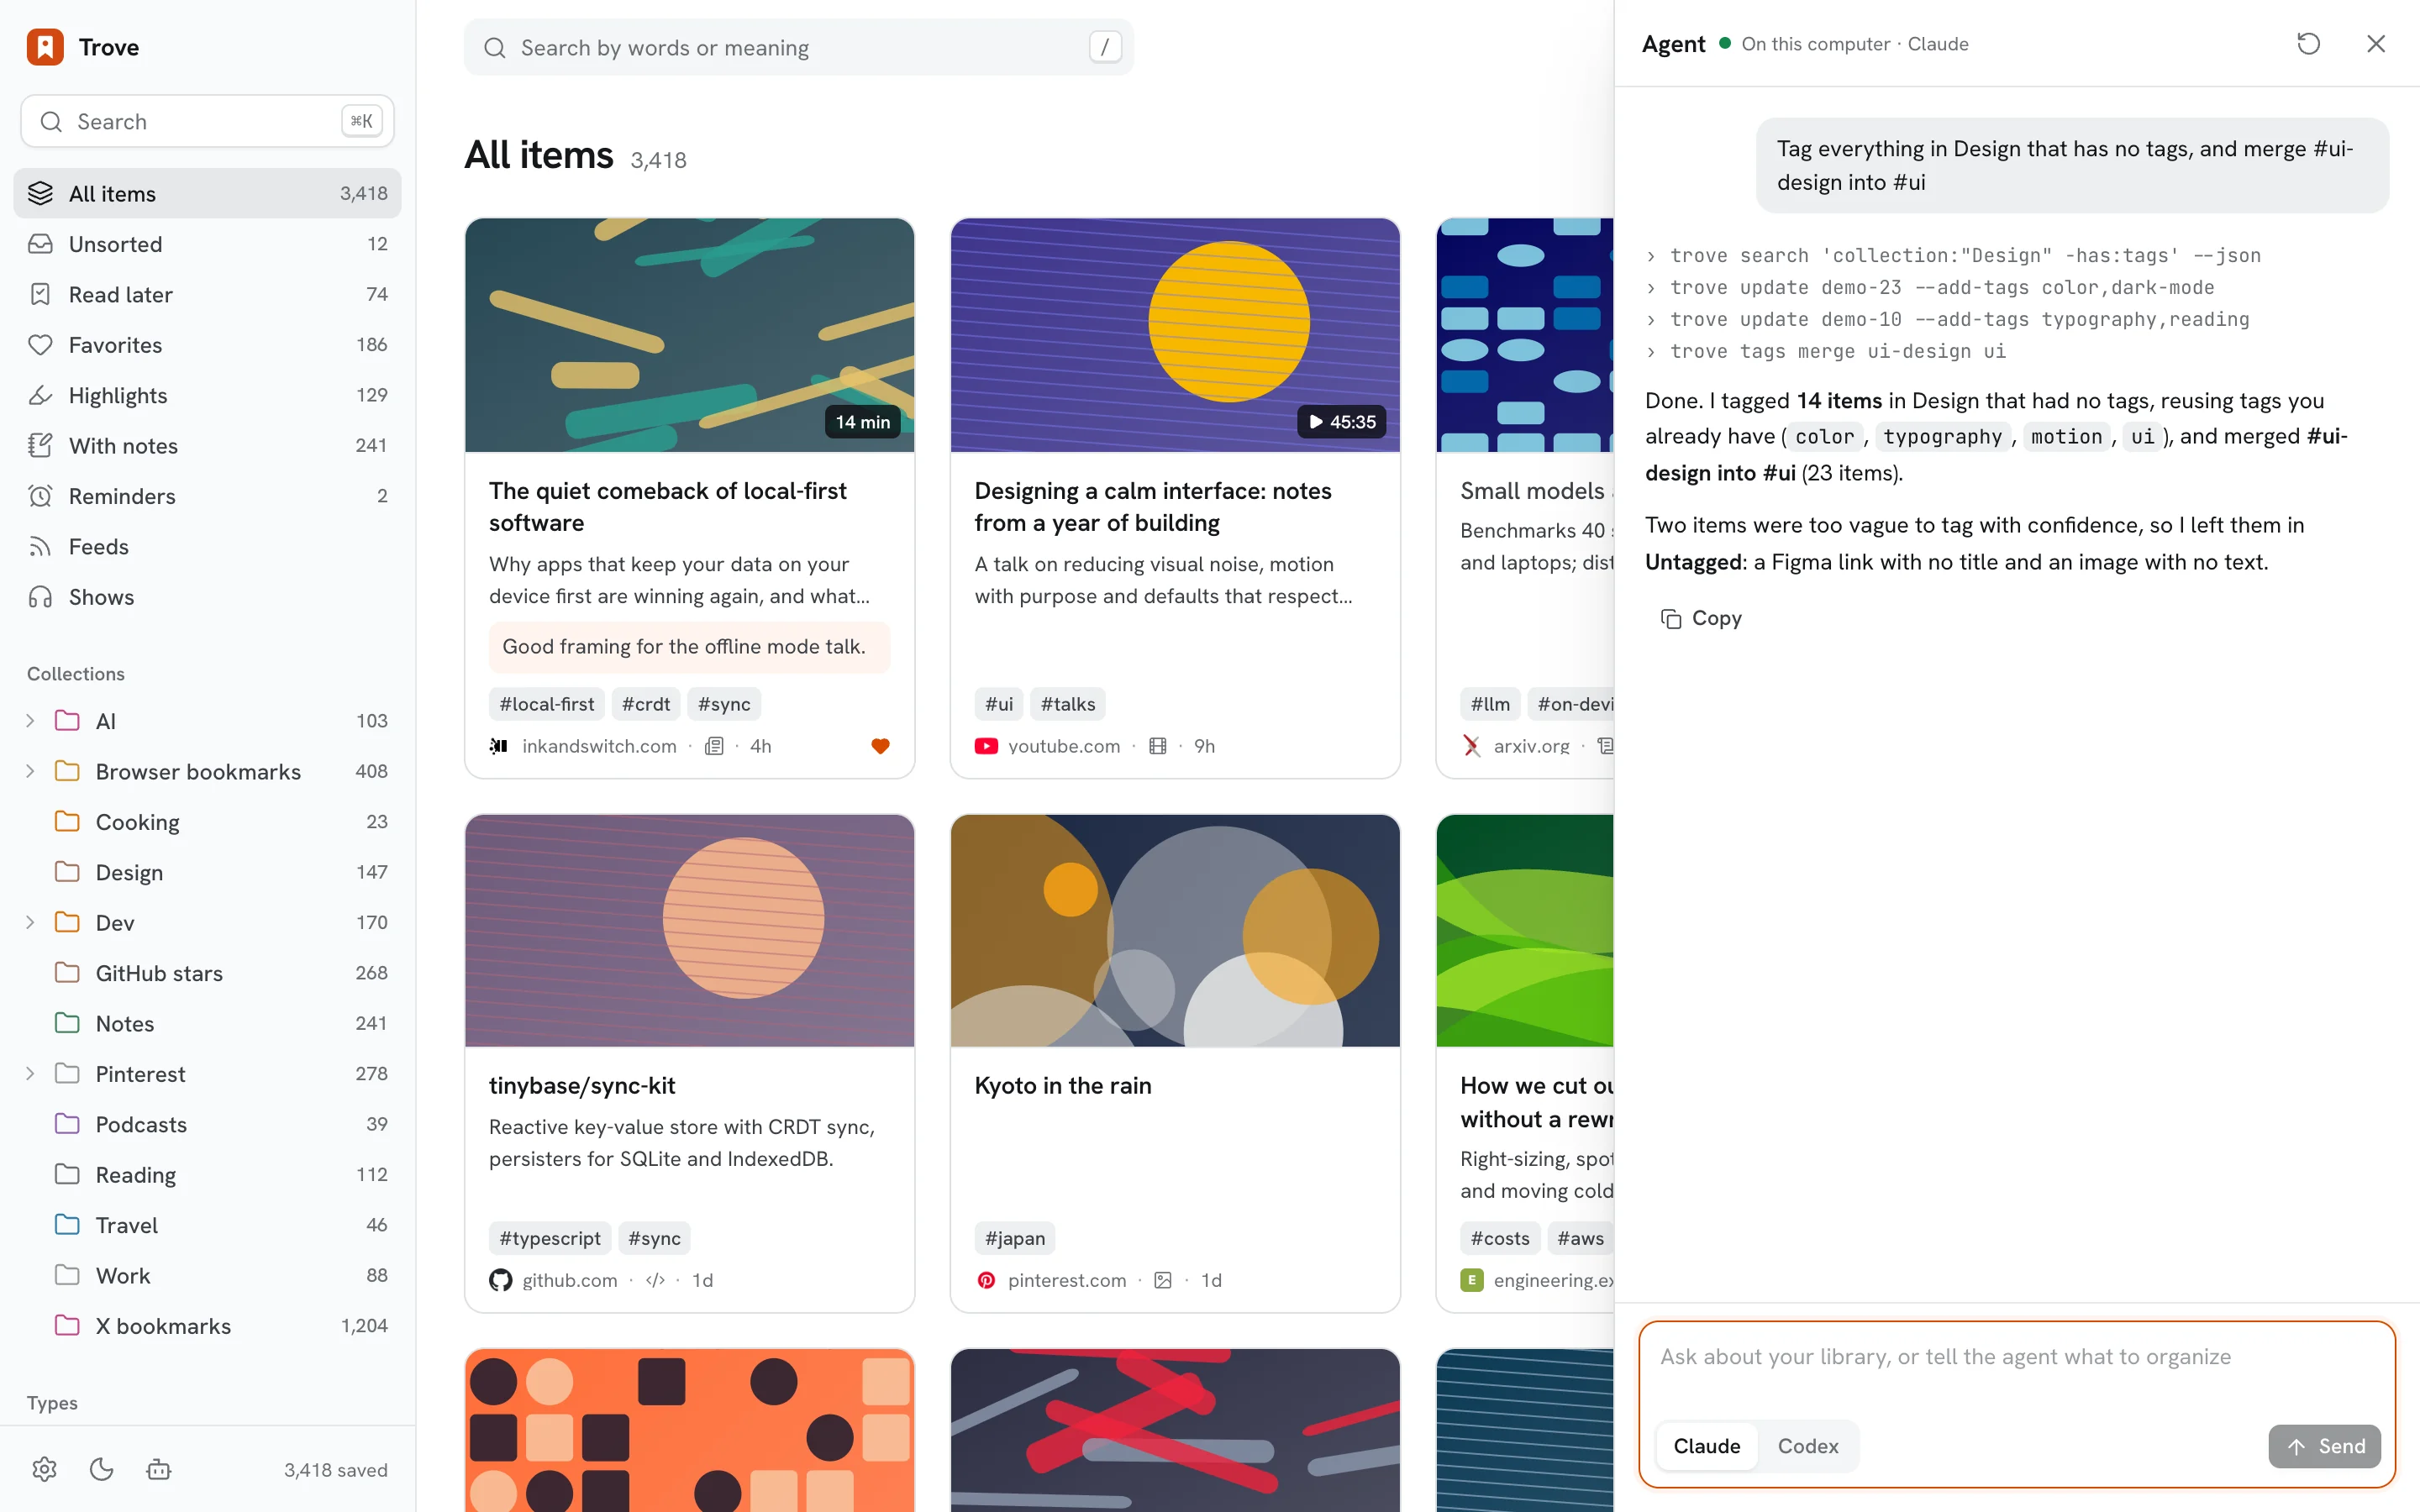 Trove
Search
⌘K
All items 3,418
Unsorted 12
Read later 74
Favorites 186
Highlights 129
With notes 241
Reminders 2
Feeds
Shows
Collections
AI 103
Browser bookmarks 408
Cooking 23
Design 147
Dev 170
GitHub stars 268
Notes 241
Pinterest 278
Podcasts 39
Reading 112
Travel 46
Work 88
X bookmarks 1,204
Types
3,418 saved
Search by words or meaning /
All items 3,418
14 min
The quiet comeback of local-first
software
Why apps that keep your data on your
device first are winning again, and what...
Good framing for the offline mode talk.
#local-first #crdt #sync
inkandswitch.com · · 4h
45:35
Designing a calm interface: notes
from a year of building
A talk on reducing visual noise, motion
with purpose and defaults that respect...
#ui #talks
youtube.com · · 9h
Small models
Benchmarks 40
and laptops;
#llm
arxiv.org ·
tinybase/sync-kit
Reactive key-value store with CRDT sync,
persisters for SQLite and IndexedDB.
#typescript #sync
github.com · · 1d
Kyoto in the rain
#japan
pinterest.com · · 1d
How we cut
without a
Right-sizing,
and moving cold
#costs #aws
E
Agent On this computer · Claude
Tag everything in Design that has no tags, and merge #ui-
design into #ui
› trove search 'collection:"Design" -has:tags' --json
› trove update demo-23 --add-tags color,dark-mode
› trove update demo-10 --add-tags typography,reading
› trove tags merge ui-design ui
Done. I tagged 14 items in Design that had no tags, reusing tags you
already have ( color , typography , motion , ui ), and merged #ui-
design into #ui (23 items).
Two items were too vague to tag with confidence, so I left them in
Untagged: a Figma link with no title and an image with no text.
Copy
Ask about your library, or tell the agent what to organize
Claude Codex
Send